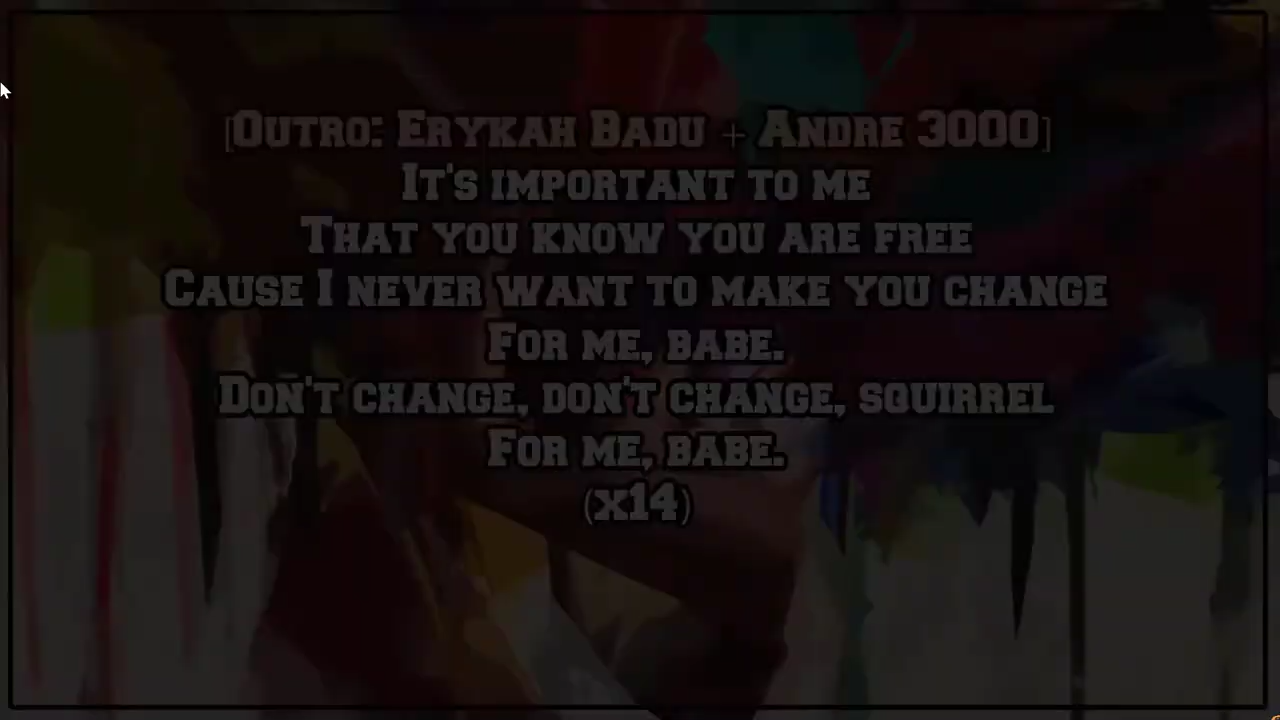 [Outro: Erykah Badu + Andre 3000]
It's important to me
That you know you are free
Cause I never want to make you change
For me, babe.
Don't change, don't change, squirrel
For me, babe.
(x14)